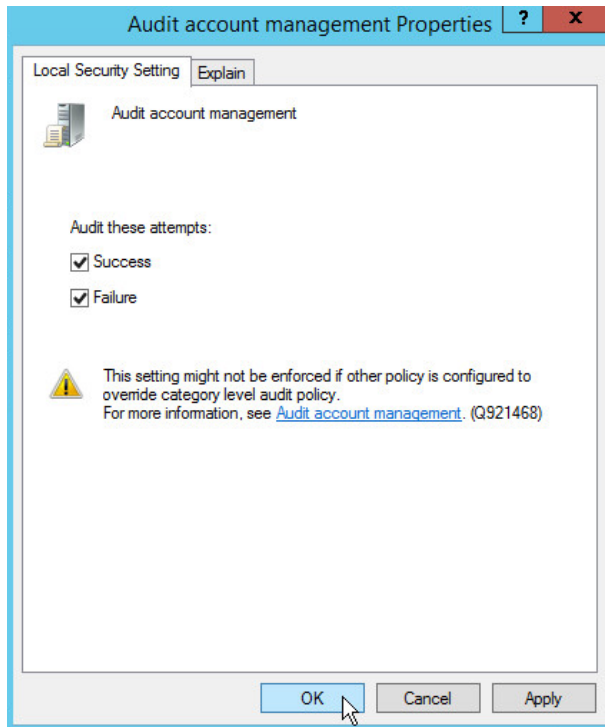 Audit account management Properties
? x
Local Security Setting Explain
Audit account management
Audit these attempts:
Success
Failure
This setting might not be enforced if other policy is configured to
override category level audit policy.
For more information, see Audit account management. (Q921468)
OK Cancel Apply